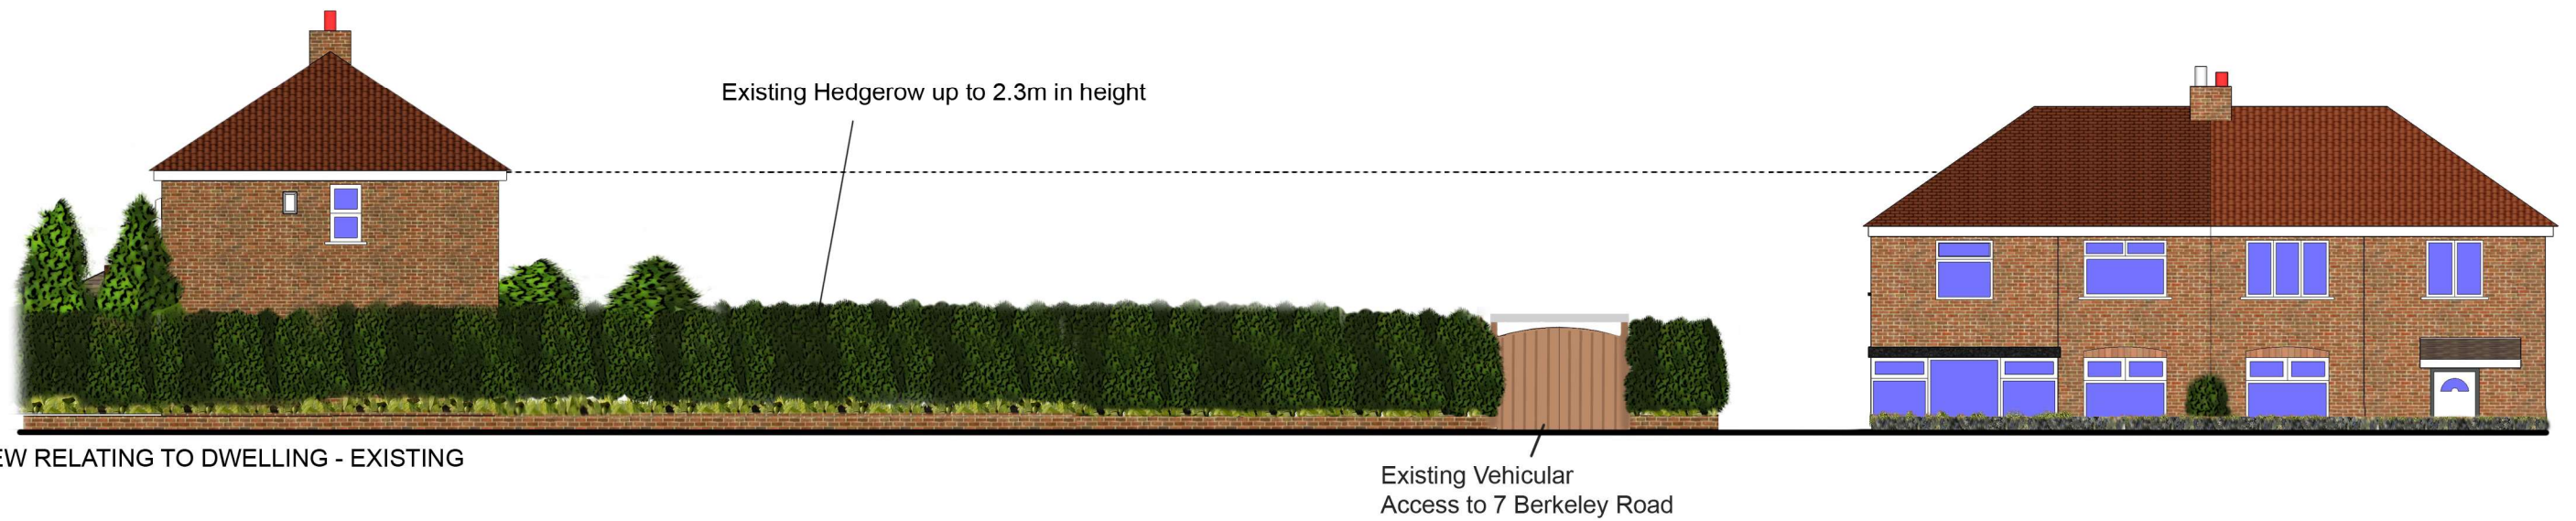 Existing Hedgerow up to 2.3m in height
RELATING TO DWELLING - EXISTING
Existing Vehicular
Access to 7 Berkeley Road